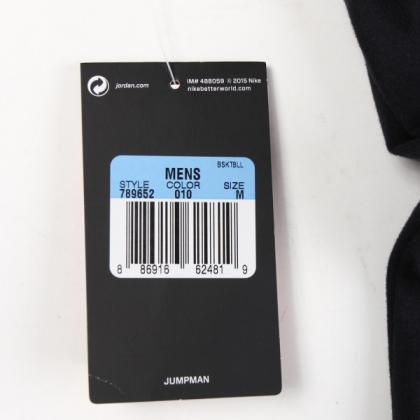 jordan.com
IM# 488059 © 2015 Nike
nikebetterworld.com
BSKTBLL
MENS
STYLE COLOR SIZE
789652 010 M
8 86916 62481 9
JUMPMAN